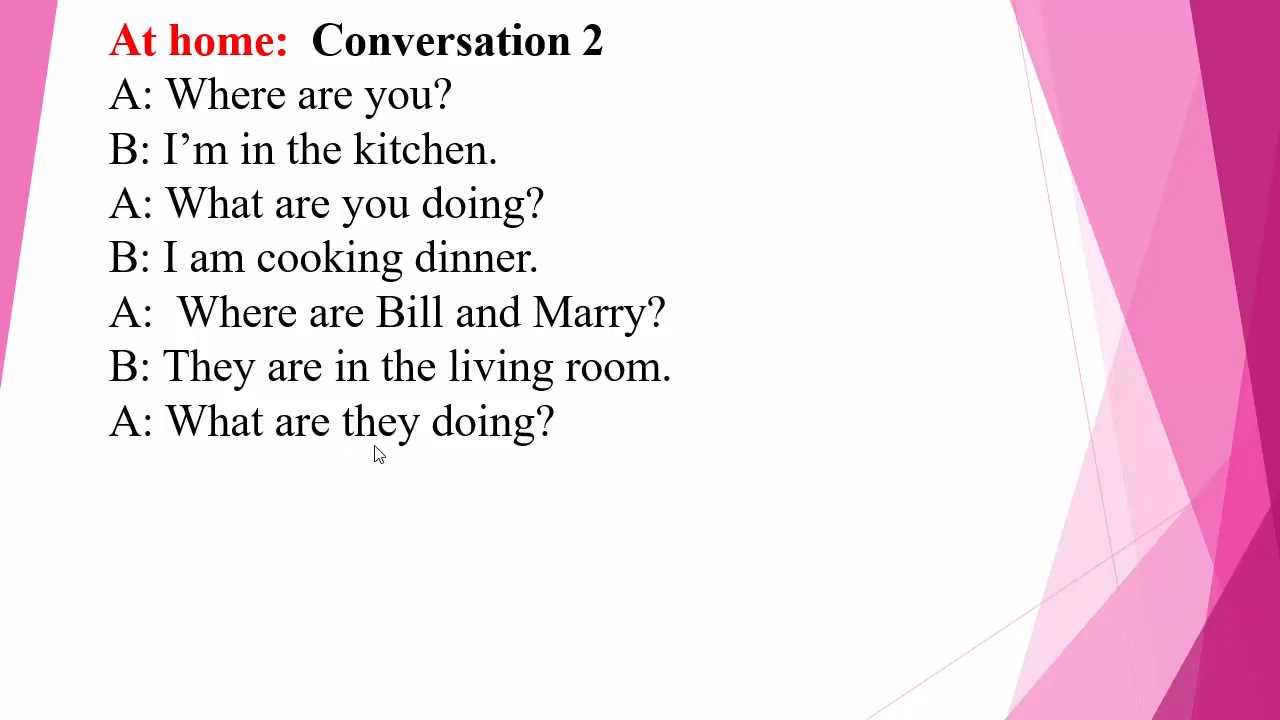 At home:  Conversation 2
A: Where are you?
B: I’m in the kitchen.
A: What are you doing?
B: I am cooking dinner.
A:  Where are Bill and Marry?
B: They are in the living room.
A: What are they doing?